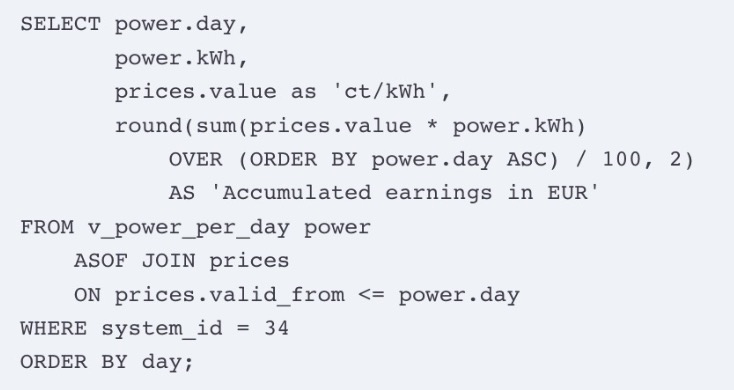 SELECT power.day,
       power.kWh,
       prices.value as 'ct/kWh',
       round(sum(prices.value * power.kWh)
           OVER (ORDER BY power.day ASC) / 100, 2)
           AS 'Accumulated earnings in EUR'
FROM v_power_per_day power
    ASOF JOIN prices
    ON prices.valid_from <= power.day
WHERE system_id = 34
ORDER BY day;